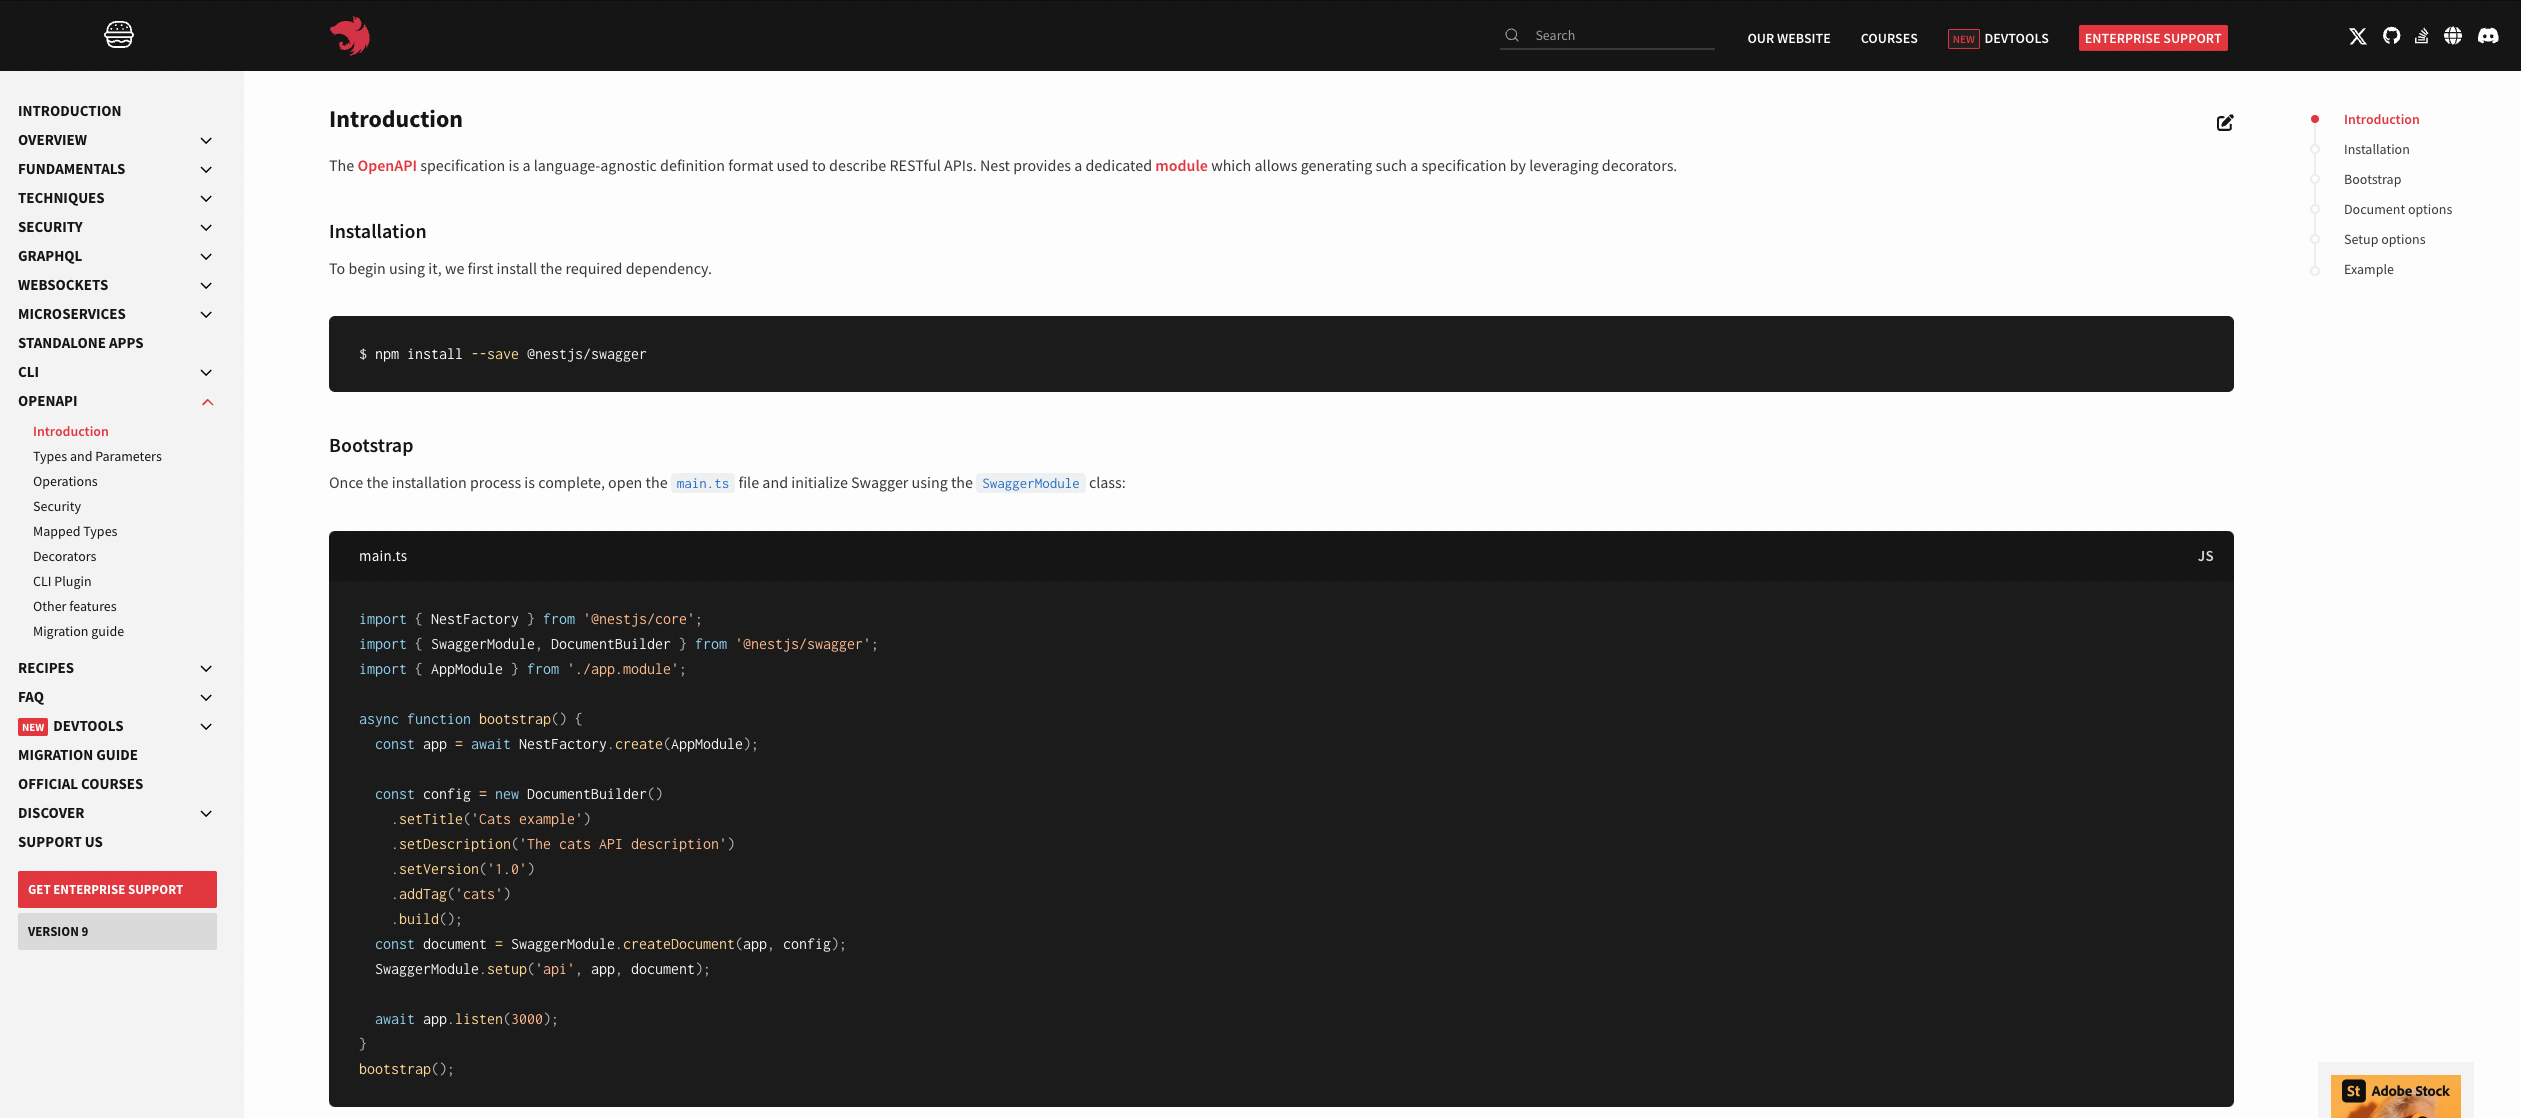 Search
OUR WEBSITE
COURSES
NEW DEVTOOLS
ENTERPRISE SUPPORT
INTRODUCTION
OVERVIEW
FUNDAMENTALS
TECHNIQUES
SECURITY
GRAPHQL
WEBSOCKETS
MICROSERVICES
STANDALONE APPS
CLI
OPENAPI
Introduction
Types and Parameters
Operations
Security
Mapped Types
Decorators
CLI Plugin
Other features
Migration guide
RECIPES
FAQ
NEW DEVTOOLS
MIGRATION GUIDE
OFFICIAL COURSES
DISCOVER
SUPPORT US
GET ENTERPRISE SUPPORT
VERSION 9
Introduction
The OpenAPI specification is a language-agnostic definition format used to describe RESTful APIs. Nest provides a dedicated module which allows generating such a specification by leveraging decorators.
Installation
To begin using it, we first install the required dependency.
$ npm install --save @nestjs/swagger
Bootstrap
Once the installation process is complete, open the main.ts file and initialize Swagger using the SwaggerModule class:
main.ts
JS
import { NestFactory } from '@nestjs/core';
import { SwaggerModule, DocumentBuilder } from '@nestjs/swagger';
import { AppModule } from './app.module';
async function bootstrap() {
const app = await NestFactory.create(AppModule);
const config = new DocumentBuilder()
.setTitle('Cats example')
.setDescription('The cats API description')
.setVersion('1.0')
.addTag('cats')
.build();
const document = SwaggerModule.createDocument(app, config);
SwaggerModule.setup('api', app, document);
await app.listen(3000);
}
bootstrap();
Introduction
Installation
Bootstrap
Document options
Setup options
Example
St Adobe Stock